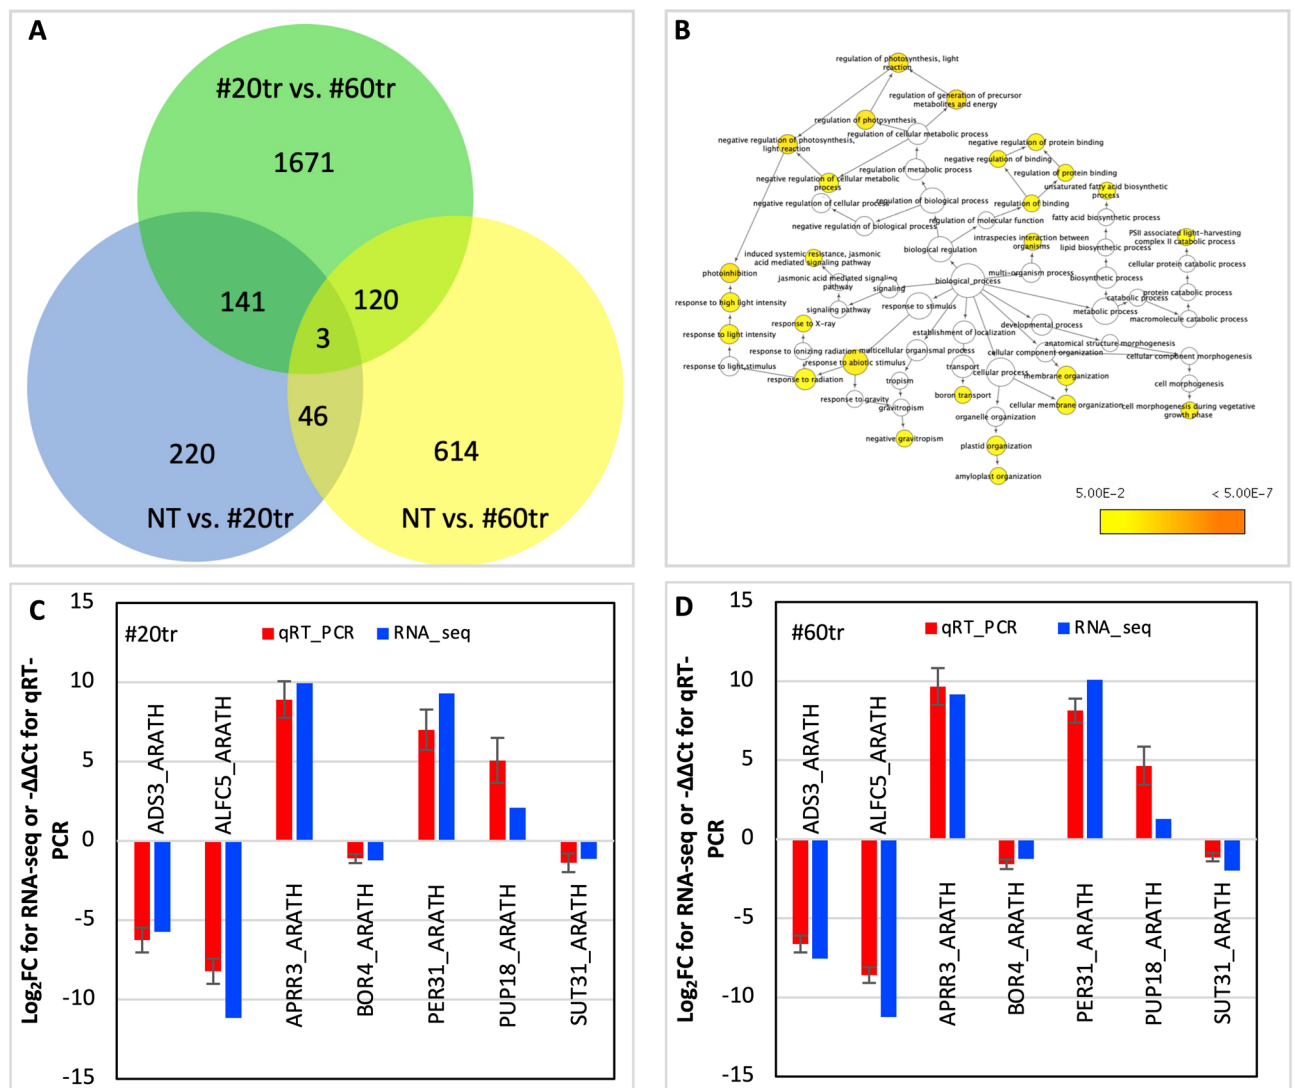 A
#20tr vs. #60tr
1671
141
120
3
46
220
614
NT vs. #20tr
NT vs. #60tr
B
regulation of photosynthesis, light
reaction
regulation of generation of precursor
metabolites and energy
regulation of photosynthesis
regulation of cellular metabolic process
negative regulation of photosynthesis,
light reaction
negative regulation of protein binding
negative regulation of binding
regulation of metabolic process
regulation of protein binding
negative regulation of cellular metabolic
process
unsaturated fatty acid biosynthetic
process
negative regulation of cellular process
regulation of biological process
regulation of binding
regulation of molecular function
fatty acid biosynthetic process
negative regulation of biological process
PSII associated light-harvesting
complex II catabolic process
intraspecies interaction between
organisms
biological regulation
lipid biosynthetic process
induced systemic resistance, jasmonic
acid mediated signaling pathway
cellular protein catabolic process
photoinhibition
multi-organism process
jasmonic acid mediated signaling
pathway
biological_process
biosynthetic process
signaling
protein catabolic process
catabolic process
response to high light intensity
signaling pathway
response to stimulus
metabolic process
macromolecule catabolic process
response to X-ray
developmental process
response to light intensity
establishment of localization
anatomical structure morphogenesis
response to ionizing radiation
multicellular organismal process
cellular component organization
cellular component morphogenesis
response to light stimulus
response to abiotic stimulus
transport
cellular process
membrane organization
response to radiation
tropism
cell morphogenesis
boron transport
response to gravity
gravitropism
cellular membrane organization
cell morphogenesis during vegetative
growth phase
organelle organization
negative gravitropism
plastid organization
amyloplast organization
5.00E-2
< 5.00E-7
C
#20tr
qRT_PCR
RNA_seq
Log2FC for RNA-seq or -ΔΔCt for qRT-
PCR
15
10
5
0
-5
-10
-15
ADS3_ARATH
ALFC5_ARATH
APRR3_ARATH
BOR4_ARATH
PER31_ARATH
PUP18_ARATH
SUT31_ARATH
D
#60tr
qRT_PCR
RNA_seq
Log2FC for RNA-seq or -ΔΔCt for qRT-
PCR
15
10
5
0
-5
-10
-15
ADS3_ARATH
ALFC5_ARATH
APRR3_ARATH
BOR4_ARATH
PER31_ARATH
PUP18_ARATH
SUT31_ARATH